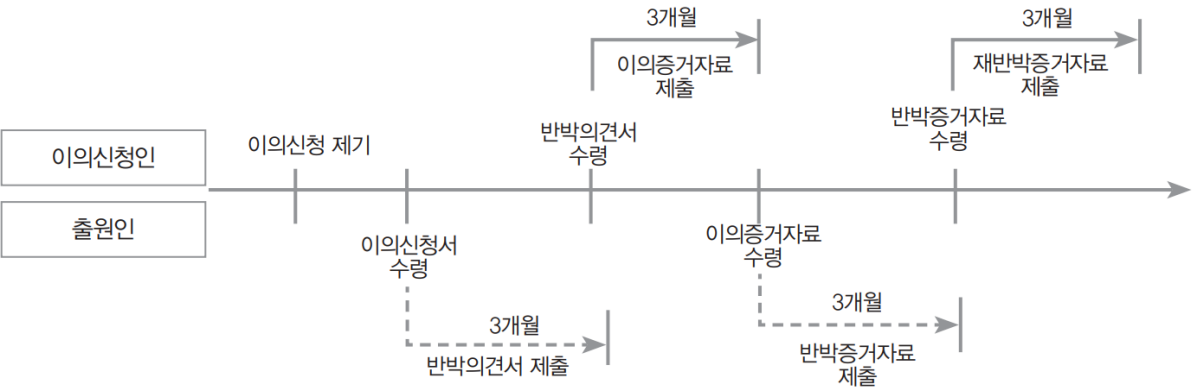 3개월
이의증거자료
제출
3개월
재반박증거자료
제출
이의신청인
이의신청 제기
반박의견서
수령
반박증거자료
수령
출원인
이의신청서
수령
이의증거자료
수령
3개월
반박의견서 제출
3개월
반박증거자료
제출